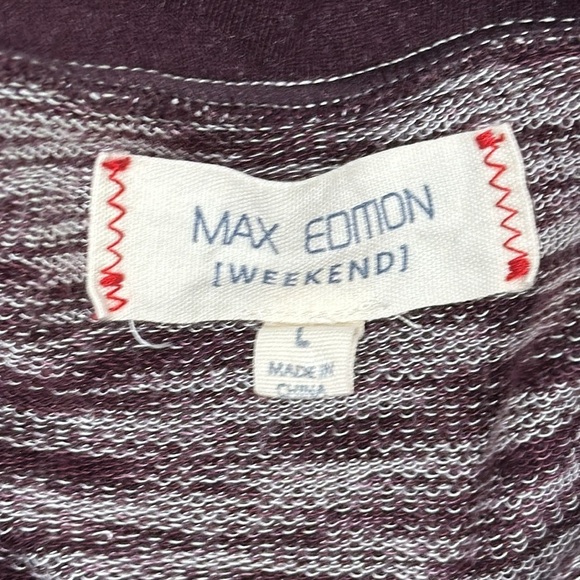 MAX EDITION
[WEEKEND]
L
MADE IN
CHINA